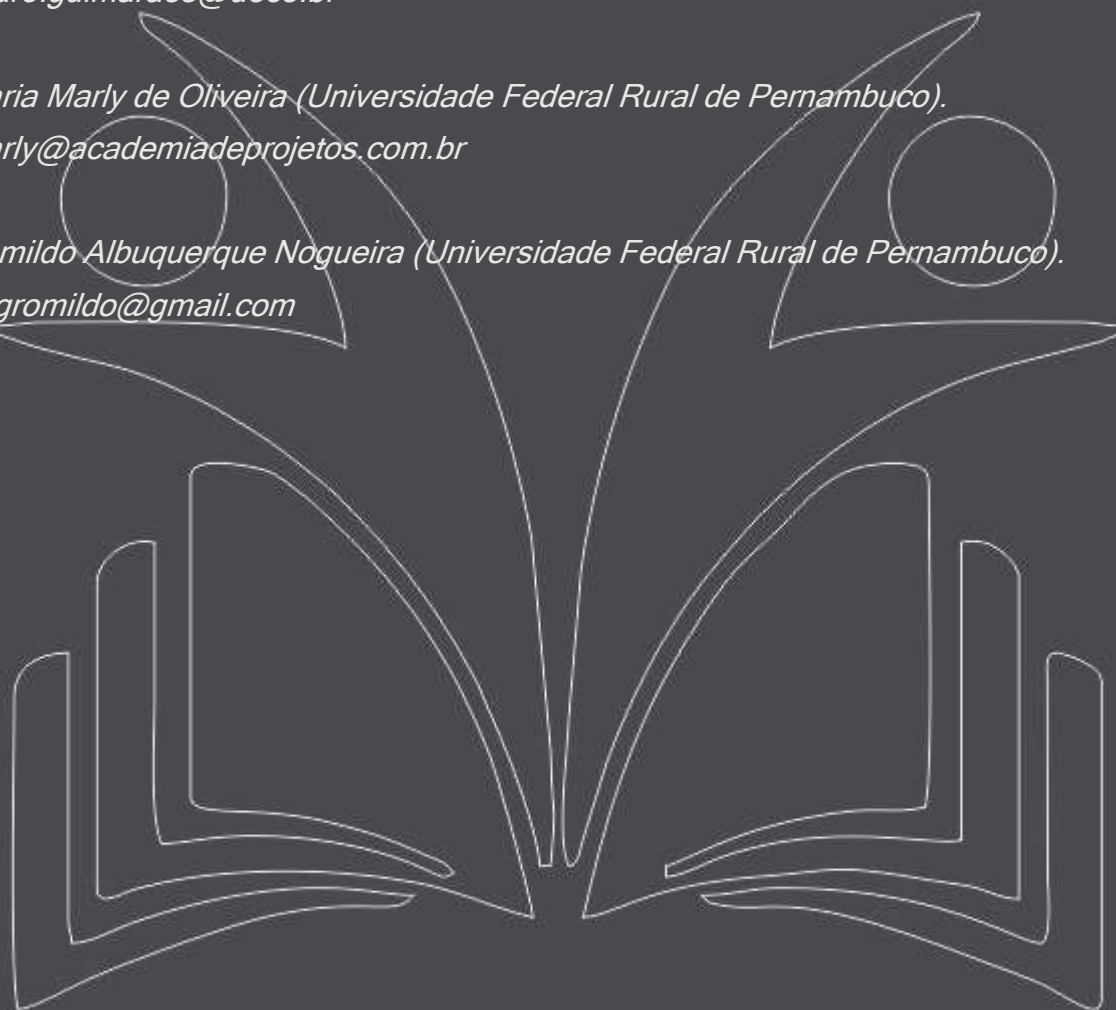 ria Marly de Oliveira (Universidade Federal Rural de Pernambuco).
rly@academiadeprojetos.com.br
mildo Albuquerque Nogueira (Universidade Federal Rural de Pernambuco).
gromildo@gmail.com